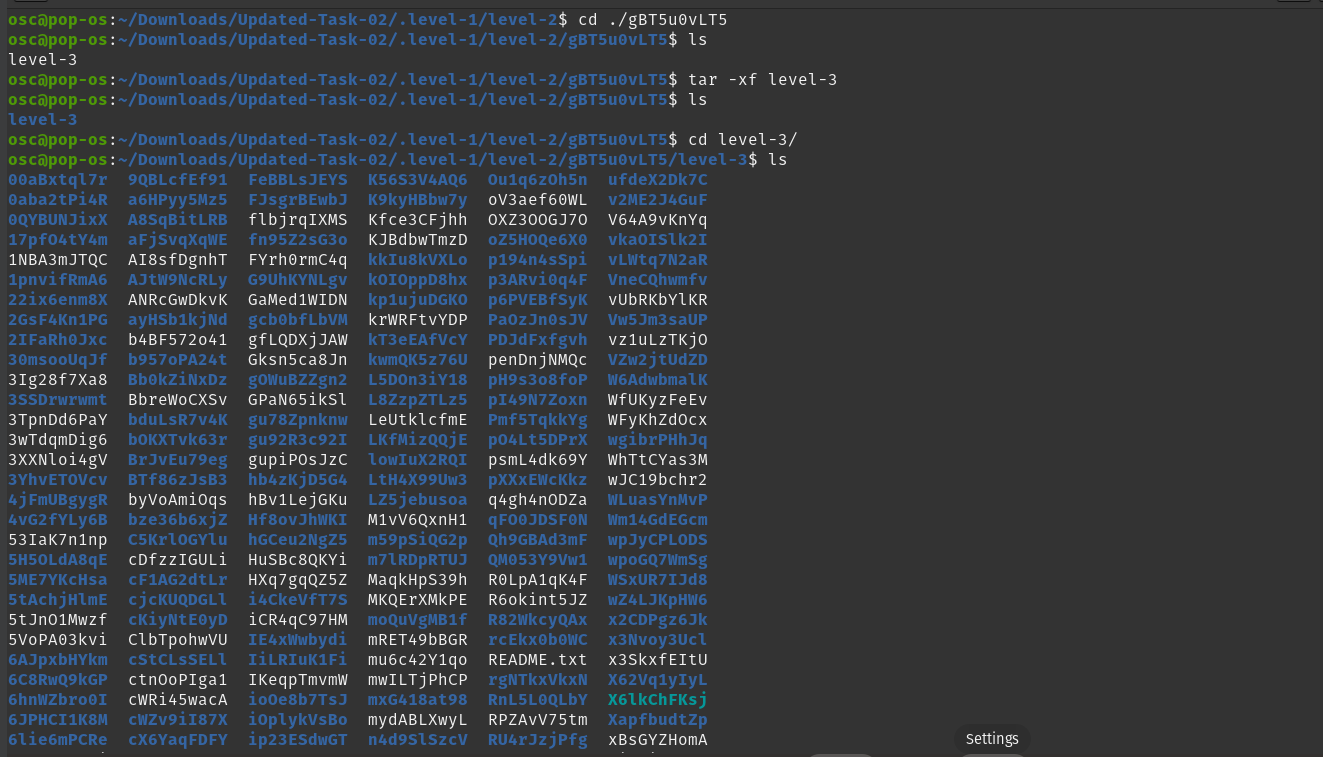 osc@pop-os:~/Downloads/Updated-Task-02/.level-1/level-2$ cd ./gBT5u0vLT5
osc@pop-os:~/Downloads/Updated-Task-02/.level-1/level-2/gBT5u0vLT5$ ls
level-3
osc@pop-os:~/Downloads/Updated-Task-02/.level-1/level-2/gBT5u0vLT5$ tar -xf level-3
osc@pop-os:~/Downloads/Updated-Task-02/.level-1/level-2/gBT5u0vLT5$ ls
level-3
osc@pop-os:~/Downloads/Updated-Task-02/.level-1/level-2/gBT5u0vLT5$ cd level-3/
osc@pop-os:~/Downloads/Updated-Task-02/.level-1/level-2/gBT5u0vLT5/level-3$ ls
00aBxtql7r 9QBLcfEf91 FeBBLsJEYS K56S3V4AQ6 Ou1q6zOh5n ufdeX2Dk7C
0aba2tPi4R a6HPyy5Mz5 FJsgrBEwbJ K9kyHBbw7y oV3aef60WL v2ME2J4GuF
0QYBUNJixX A8SqBitLRB flbjrqIXMS Kfce3CFjhh OXZ3OOGJ7O V64A9vKnYq
17pfO4tY4m aFjSvqXqWE fn95Z2sG3o KJBdbwTmzD oZ5HOQe6X0 vkaOISlk2I
1NBA3mJTQC AI8sfDgnhT FYrh0rmC4q kkIu8kVXLo p194n4sSpi vLWtq7N2aR
1pnvifRmA6 AJtW9NcRLy G9UhKYNLgv kOIOppD8hx p3ARvi0q4F VneCQhwmfv
22ix6enm8X ANRcGwDkvK GaMed1WIDN kp1ujuDGKO p6PVEBfSyK vUbRKbYlKR
2GsF4Kn1PG ayHSb1kjNd gcb0bfLbVM krWRFtvYDP PaOzJn0sJV Vw5Jm3saUP
2IFaRh0Jxc b4BF572o41 gfLQDXjJAW kT3eEAfVcY PDJdFxfgvh vz1uLzTKjO
30msooUqJf b957oPA24t Gksn5ca8Jn kwmQK5z76U penDnjNMQc VZw2jtUdZD
3Ig28f7Xa8 Bb0kZiNxDz gOWuBZZgn2 L5DOn3iY18 pH9s3o8foP W6AdwbmalK
3SSDrwrwmt BbreWoCXSv GPaN65ikSl L8ZzpZTLz5 pI49N7Zoxn WfUKyzFeEv
3TpnDd6PaY bduLsR7v4K gu78Zpnknw LeUtklcfmE Pmf5TqkkYg WFyKhZdOcx
3wTdqmDig6 bOKXTvk63r gu92R3c92I LKfMizQQjE pO4Lt5DPrX wgibrPHhJq
3XXNloi4gV BrJvEu79eg gupiPOsJzC lowIuX2RQI psmL4dk69Y WhTtCYas3M
3YhvETOVcv BTf86zJsB3 hb4zKjD5G4 LtH4X99Uw3 pXXxEWcKkz wJC19bchr2
4jFmUBgygR byVoAmiOqs hBv1LejGKu LZ5jebusoa q4gh4nODZa WLuasYnMvP
4vG2fYLy6B bze36b6xjZ Hf8ovJhWKI M1vV6QxnH1 qFO0JDSF0N Wm14GdEGcm
53IaK7n1np C5KrlOGYlu hGCeu2NgZ5 m59pSiQG2p Qh9GBAd3mF wpJyCPLODS
5H5OLdA8qE cDfzzIGULi HuSBc8QKYi m7lRDpRTUJ QM053Y9Vw1 wpoGQ7WmSg
5ME7YKcHsa cF1AG2dtLr HXq7gqQZ5Z MaqkHpS39h R0LpA1qK4F WSxUR7IJd8
5tAchjHlmE cjcKUQDGLl i4CkeVfT7S MKQErXMkPE R6okint5JZ wZ4LJKpHW6
5tJnO1Mwzf cKiyNtE0yD iCR4qC97HM moQuVgMB1f R82WkcyQAx x2CDPgz6Jk
5VoPA03kvi ClbTpohwVU IE4xWwbydi mRET49bBGR rcEkx0b0WC x3Nvoy3Ucl
6AJpxbHYkm cStCLsSELl IiLRIuK1Fi mu6c42Y1qo README.txt x3SkxfEItU
6C8RwQ9kGP ctnOoPIga1 IKeqpTmvmW mwILTjPhCP rgNTkxVkxN X62Vq1yIyL
6hnWZbro0I cWRi45wacA ioOe8b7TsJ mxG418at98 RnL5L0QLbY X6lkChFKsj
6JPHCI1K8M cWZv9iI87X iOplykVsBo mydABLXwyL RPZAvV75tm XapfbudtZp
6lie6mPCRe cX6YaqFDFY ip23ESdwGT n4d9SlSzcV RU4rJzjPfg xBsGYZHomA
Settings